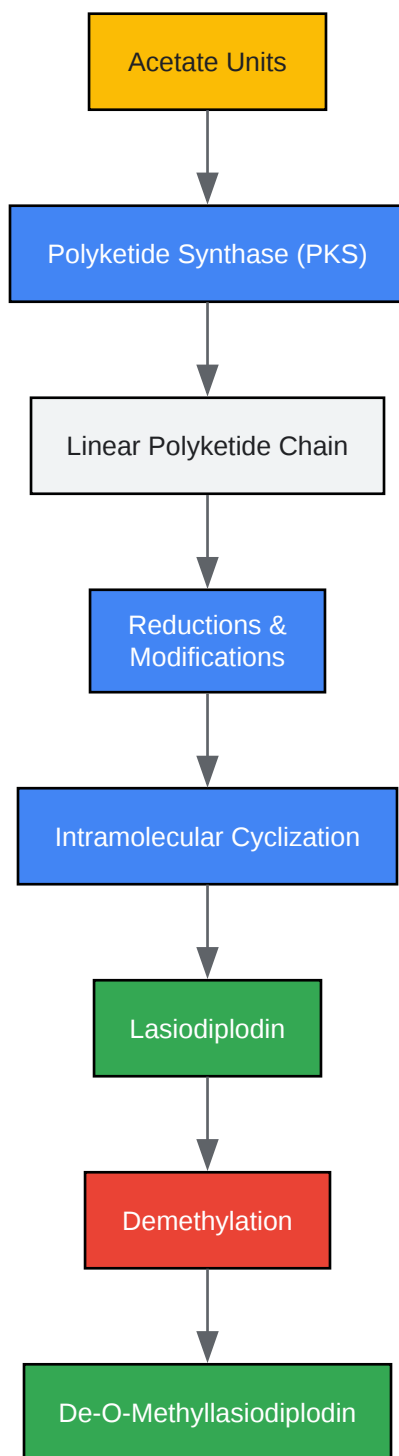 Acetate Units
Polyketide Synthase (PKS)
Linear Polyketide Chain
Reductions &
Modifications
Intramolecular Cyclization
Lasiodiplodin
Demethylation
De-O-Methyllasiodiplodin